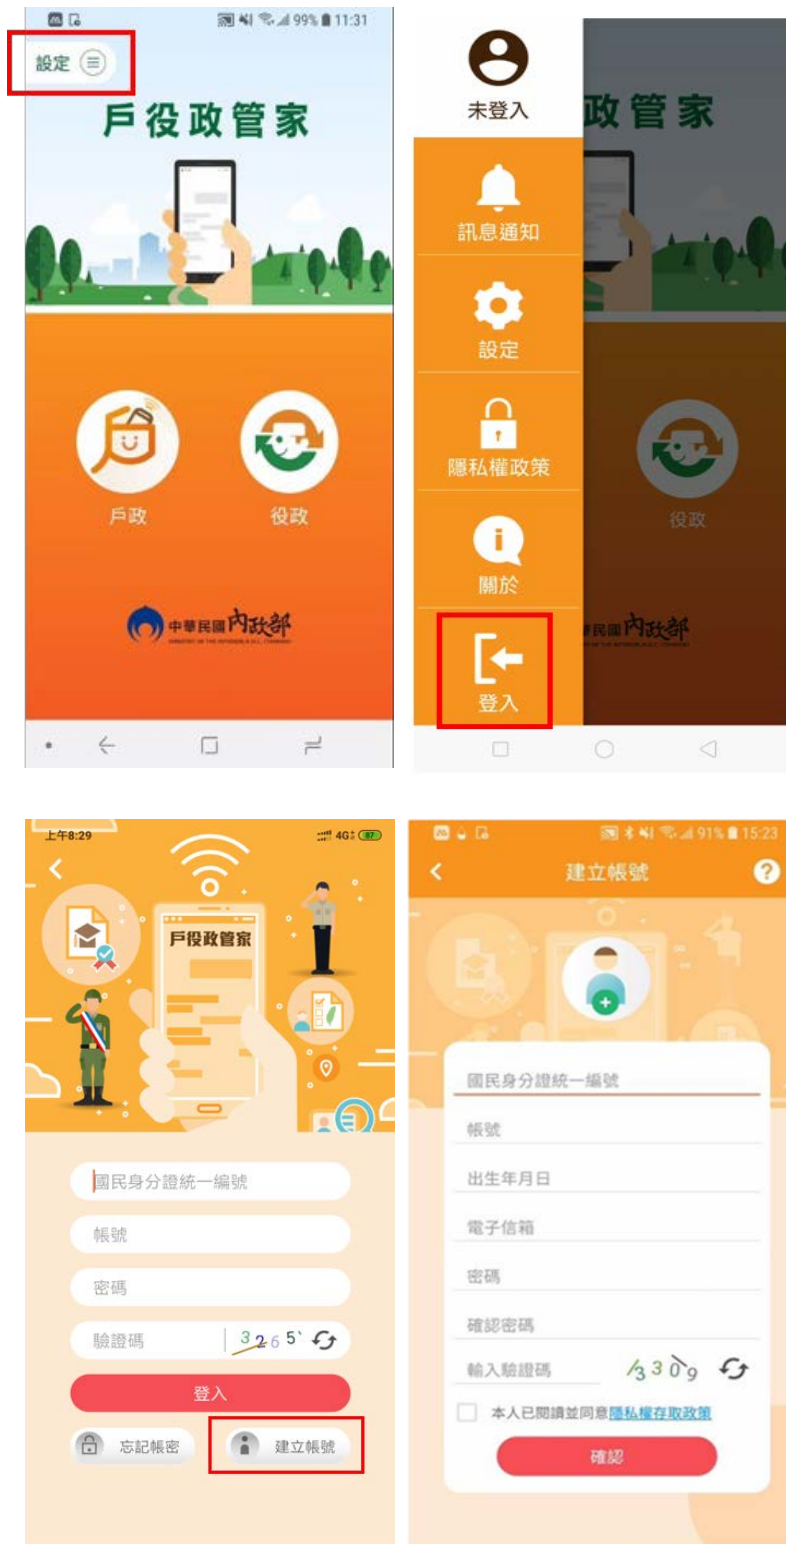 99% 11:31
設定
戶役政管家
戶政
役政
中華民國內政部
未登入
政管家
訊息通知
設定
隱私權政策
關於
登入
役政
民國內政部
上午8:29
4G 87
戶役政管家
國民身分證統一編號
帳號
密碼
驗證碼 3265
登入
忘記帳密
建立帳號
91% 15:23
建立帳號 ?
國民身分證統一編號
帳號
出生年月日
電子信箱
密碼
確認密碼
輸入驗證碼 3309
本人已閱讀並同意隱私權存取政策
確認